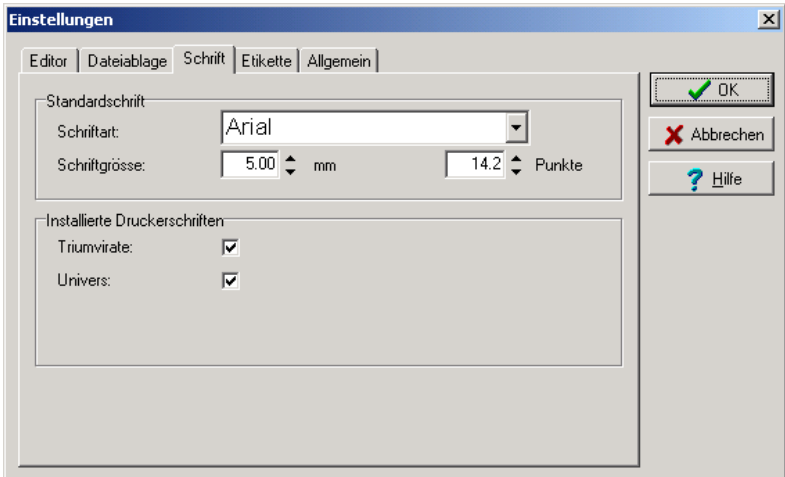 Einstellungen
Editor Dateiablage Schrift Etikette Allgemein
Standardschrift
Schriftart: Arial
Schriftgrösse: 5.00 mm 14.2 Punkte
Installierte Druckerschriften
Triumvirate:
Univers:
OK
Abbrechen
Hilfe